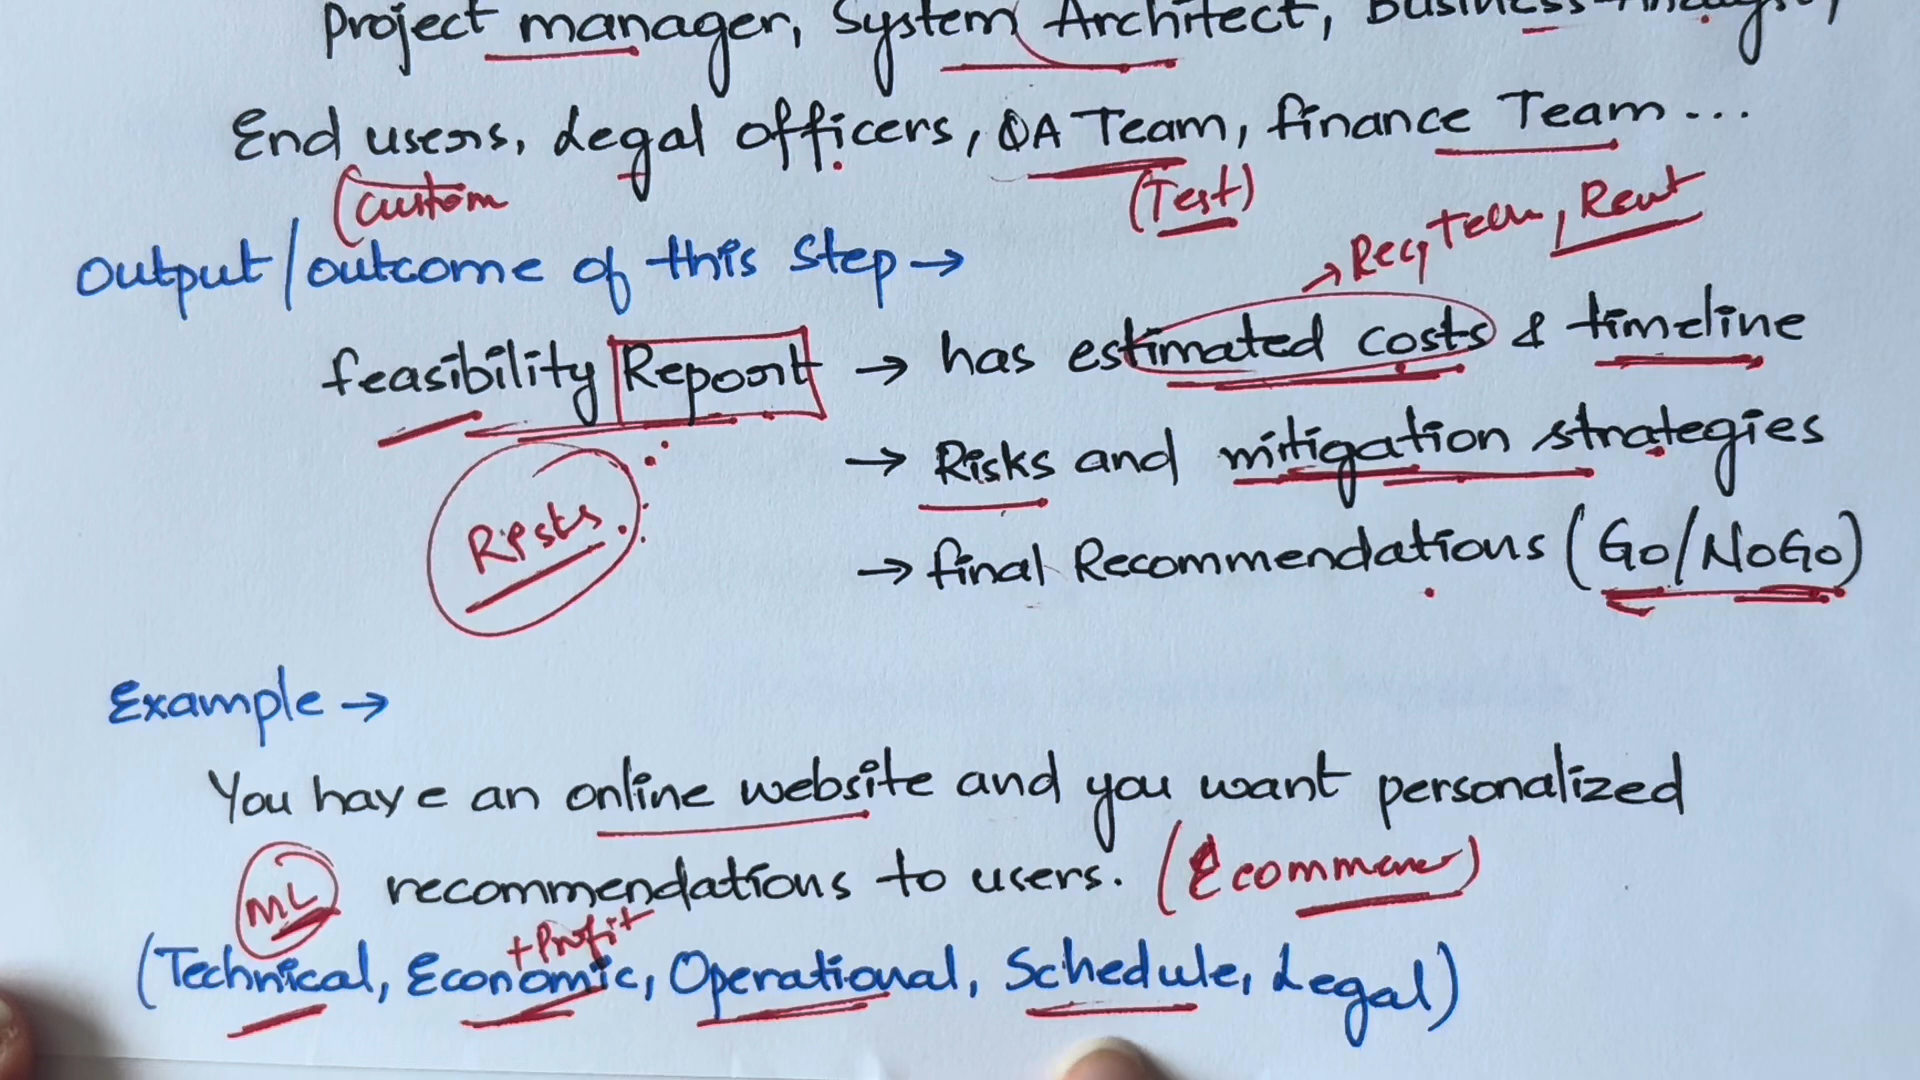 Project manager, System Architect, Business Analyst,
End users, Legal officers, QA Team, finance Team...
(custom
(Test)
Req Team, Rent
Output/outcome of this step →
feasibility Report → has estimated costs & timeline
→ Risks and mitigation strategies
Risks
→ final Recommendations (Go/NoGo)
Example →
You have an online website and you want personalized
ML recommendations to users. (Ecommerce)
+Profit
(Technical, Economic, Operational, Schedule, Legal)